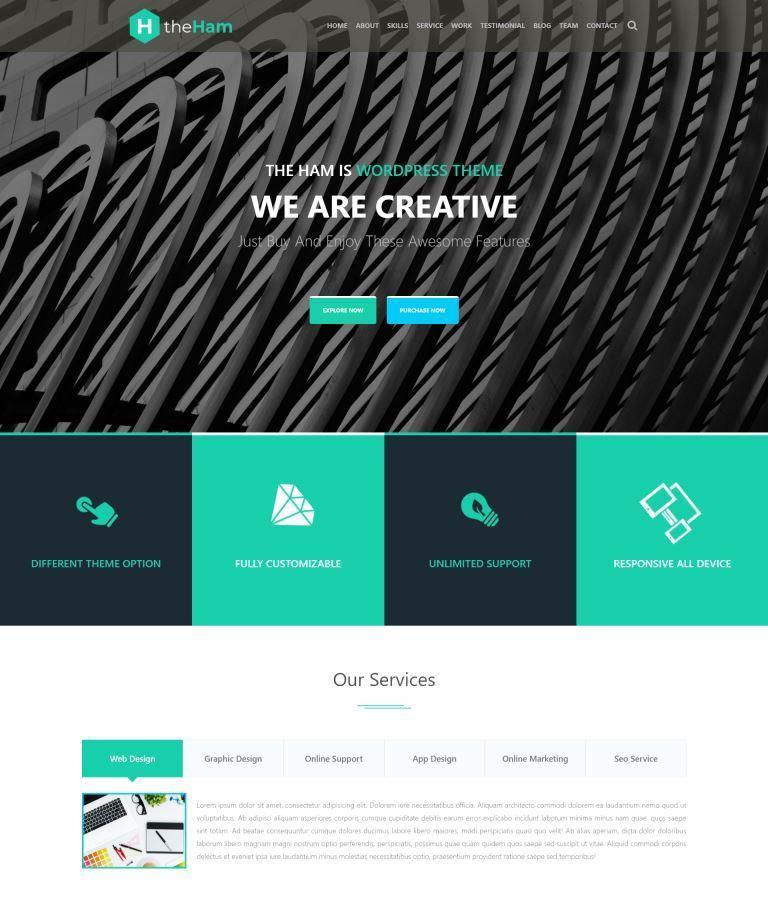 H theHam
HOME ABOUT SKILLS SERVICE WORK TESTIMONIAL BLOG TEAM CONTACT
THE HAM IS WORDPRESS THEME
WE ARE CREATIVE
Just Buy And Enjoy These Awesome Features
EXPLORE NOW PURCHASE NOW
DIFFERENT THEME OPTION FULLY CUSTOMIZABLE UNLIMITED SUPPORT RESPONSIVE ALL DEVICE
Our Services
Web Design Graphic Design Online Support App Design Online Marketing Seo Service
Lorem ipsum dolor sit amet, consectetur adipisicing elit. Dolorem iure necessitatibus officia. Aliquam architecto commodi dolorem ea laudantium nemo quod ut
voluptatibus. Ab adipisci aliquam asperiores corporis cumque cupiditate debitis earum error explicabo incidunt laborum minima minus nam quae, quos saepe
sint totam. Ad beatae consequuntur cumque dolores ducimus labore libero maiores, modi perspiciatis quasi quo velit! Ab alias aperiam, dicta dolor doloribus
laborum libero magnam magni nostrum optio perferendis, perspiciatis, possimus quae quam quidem quos saepe sed suscipit ut vitae. Aliquid commodi corporis
delectus et eveniet ipsa iure laudantium minus molestias necessitatibus optio, praesentium provident ratione saepe sed temporibus!